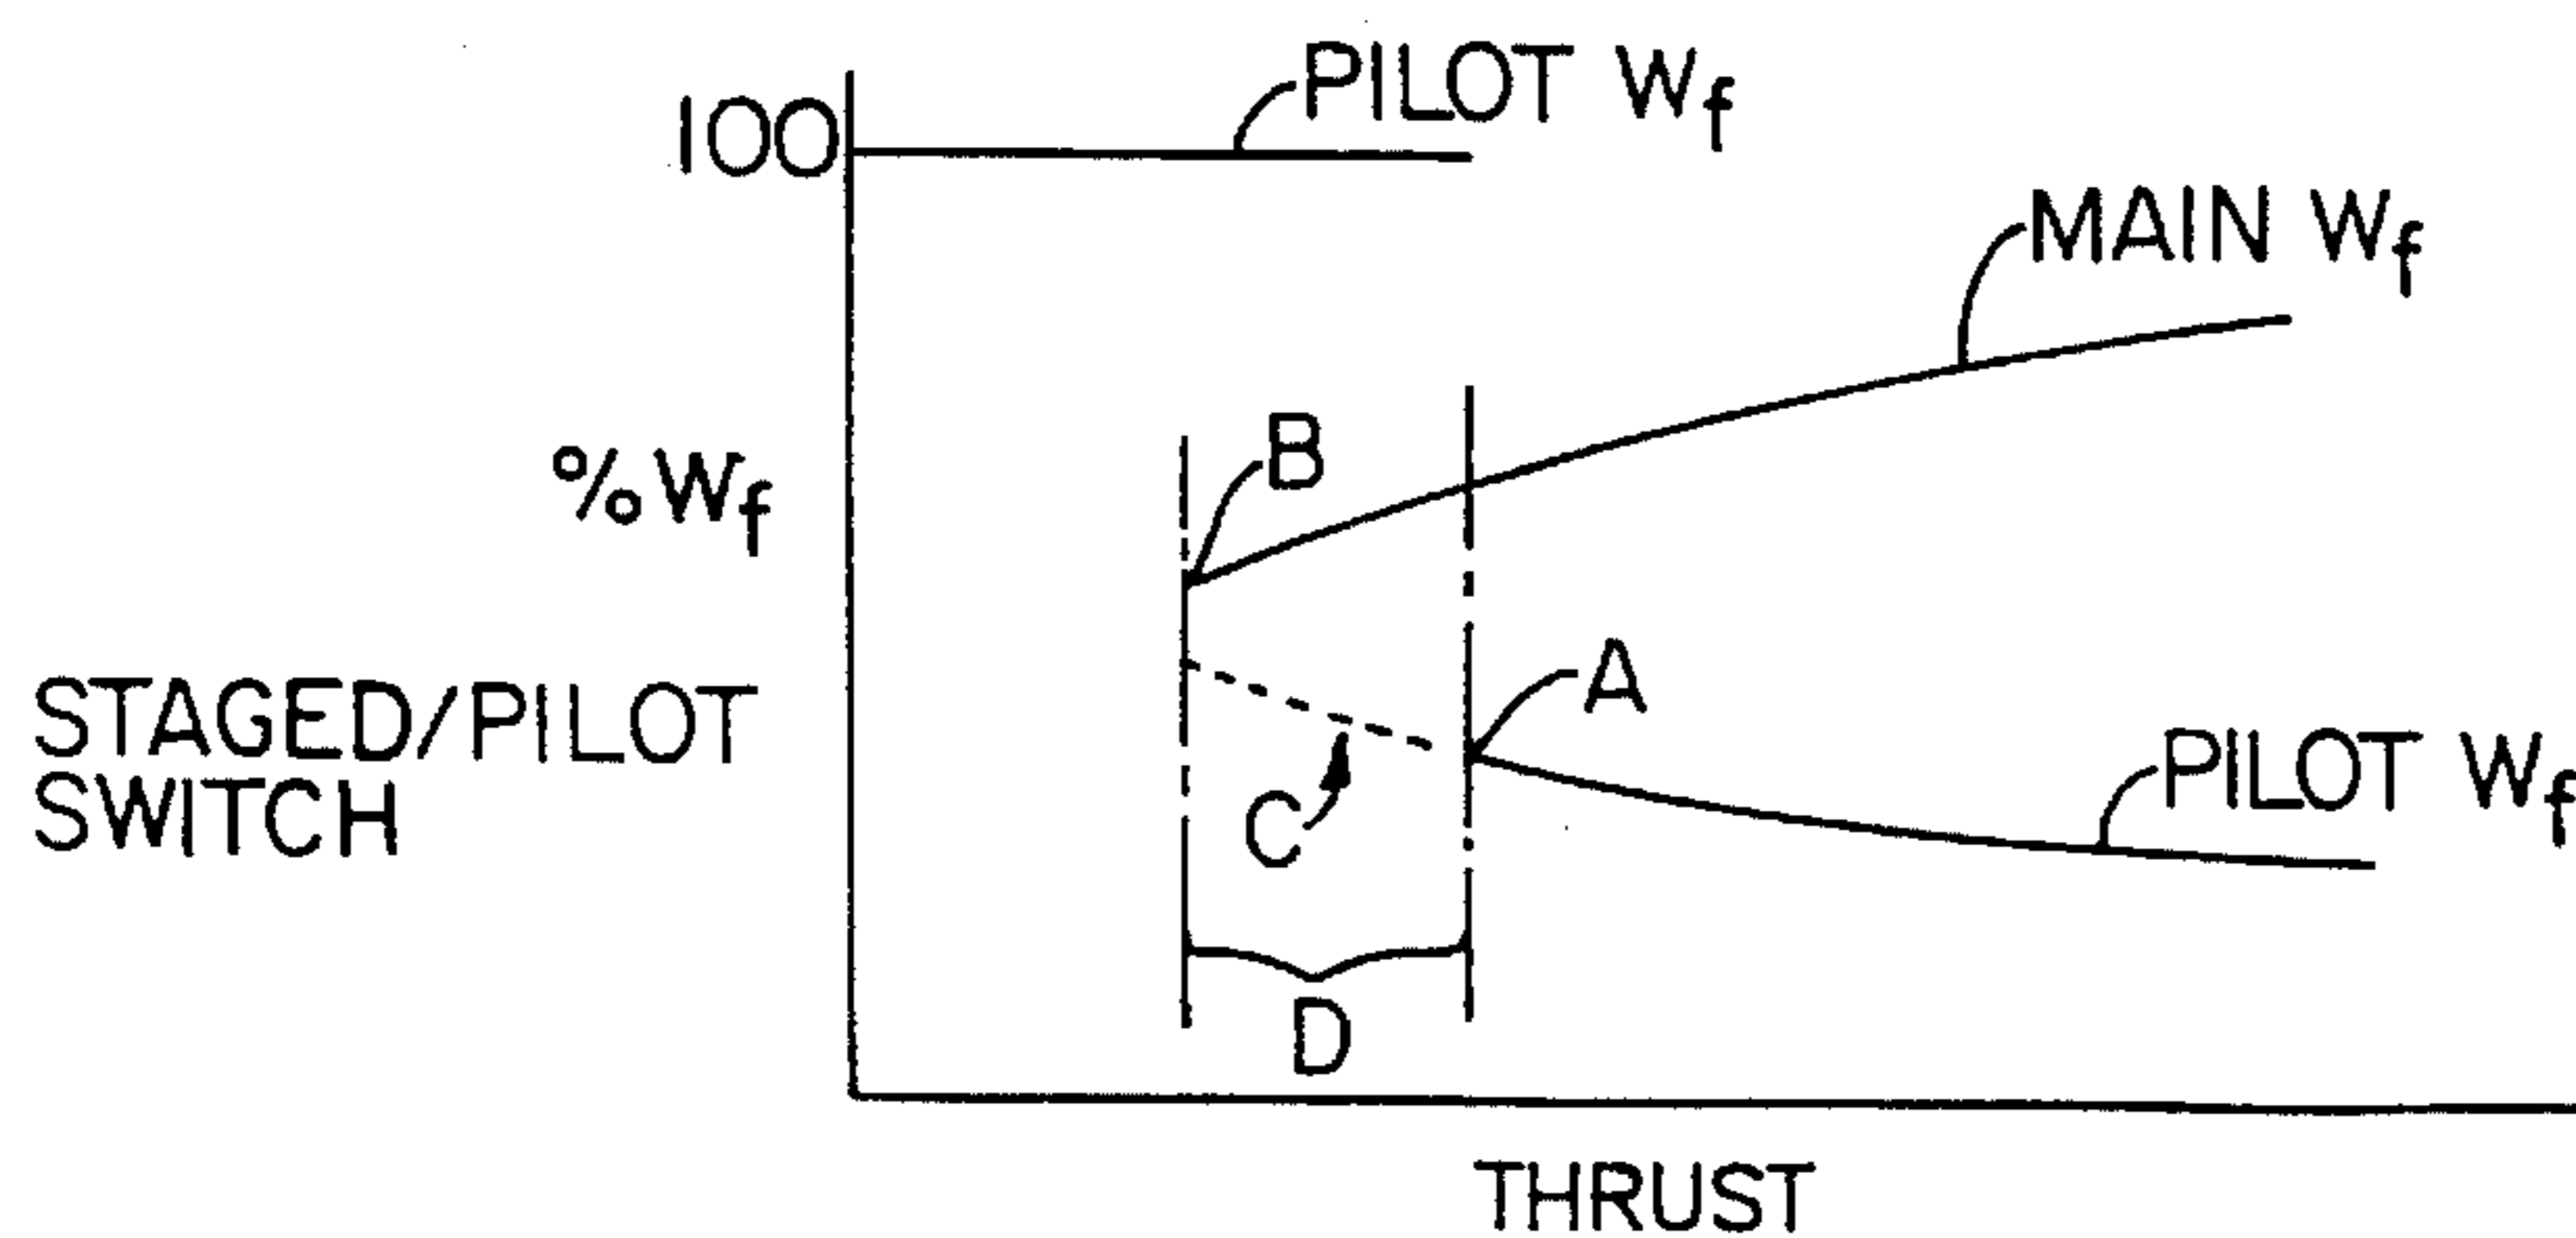 PILOT Wf
100
MAIN Wf
B
%Wf
A
STAGED/PILOT
SWITCH
PILOT Wf
C
D
THRUST